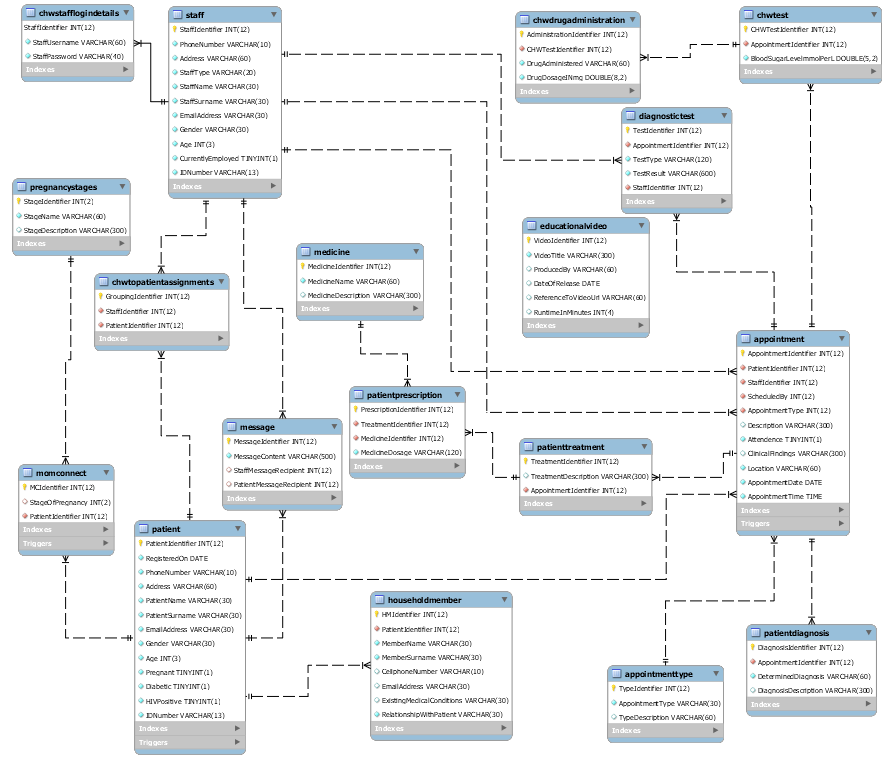 chwstafflogindetails
StaffIdentifier INT(12)
StaffUsername VARCHAR(60)
StaffPassword VARCHAR(40)
Indexes
staff
StaffIdentifier INT(12)
PhoneNumber VARCHAR(10)
Address VARCHAR(60)
StaffType VARCHAR(20)
StaffName VARCHAR(30)
StaffSurname VARCHAR(30)
EmailAddress VARCHAR(30)
Gender VARCHAR(30)
Age INT(3)
CurrentlyEmployed TINYINT(1)
IDNumber VARCHAR(13)
Indexes
chwdrugadministration
AdministrationIdentifier INT(12)
CHWTestIdentifier INT(12)
DrugAdministered VARCHAR(60)
DrugDosageINmg DOUBLE(8,2)
Indexes
chwtest
CHWTestIdentifier INT(12)
AppointmentIdentifier INT(12)
BloodSugarLevelmmolPerL DOUBLE(5,2)
Indexes
diagnostictest
TestIdentifier INT(12)
AppointmentIdentifier INT(12)
TestType VARCHAR(120)
TestResult VARCHAR(600)
StaffIdentifier INT(12)
Indexes
pregnancystages
StageIdentifier INT(2)
StageName VARCHAR(60)
StageDescription VARCHAR(300)
Indexes
educationalvideo
VideoIdentifier INT(12)
VideoTitle VARCHAR(300)
ProducedBy VARCHAR(60)
DateOfRelease DATE
ReferenceToVideoUrl VARCHAR(60)
RuntimeInMinutes INT(4)
Indexes
medicine
MedicineIdentifier INT(12)
MedicineName VARCHAR(60)
MedicineDescription VARCHAR(300)
Indexes
chwtopatientassignments
GroupingIdentifier INT(12)
StaffIdentifier INT(12)
PatientIdentifier INT(12)
Indexes
appointment
AppointmentIdentifier INT(12)
PatientIdentifier INT(12)
StaffIdentifier INT(12)
ScheduledBy INT(12)
AppointmentType INT(12)
Description VARCHAR(300)
Attendence TINYINT(1)
ClinicalFindings VARCHAR(300)
Location VARCHAR(60)
AppointmentDate DATE
AppointmentTime TIME
Indexes
Triggers
patientprescription
PrescriptionIdentifier INT(12)
TreatmentIdentifier INT(12)
MedicineIdentifier INT(12)
MedicineDosage VARCHAR(120)
Indexes
message
MessageIdentifier INT(12)
MessageContent VARCHAR(500)
StaffMessageRecipient INT(12)
PatientMessageRecipient INT(12)
Indexes
patienttreatment
TreatmentIdentifier INT(12)
TreatmentDescription VARCHAR(300)
AppointmentIdentifier INT(12)
Indexes
momconnect
MCIdentifier INT(12)
StageOfPregnancy INT(2)
PatientIdentifier INT(12)
Indexes
Triggers
patient
PatientIdentifier INT(12)
RegisteredOn DATE
PhoneNumber VARCHAR(10)
Address VARCHAR(60)
PatientName VARCHAR(30)
PatientSurname VARCHAR(30)
EmailAddress VARCHAR(30)
Gender VARCHAR(30)
Age INT(3)
Pregnant TINYINT(1)
Diabetic TINYINT(1)
HIVPositive TINYINT(1)
IDNumber VARCHAR(13)
Indexes
Triggers
householdmember
HMIdentifier INT(12)
PatientIdentifier INT(12)
MemberName VARCHAR(30)
MemberSurname VARCHAR(30)
CellphoneNumber VARCHAR(10)
EmailAddress VARCHAR(30)
ExistingMedicalConditions VARCHAR(30)
RelationshipWithPatient VARCHAR(30)
Indexes
patientdiagnosis
DiagnosisIdentifier INT(12)
AppointmentIdentifier INT(12)
DeterminedDiagnosis VARCHAR(60)
DiagnosisDescription VARCHAR(300)
Indexes
appointmenttype
TypeIdentifier INT(12)
AppointmentType VARCHAR(30)
TypeDescription VARCHAR(60)
Indexes